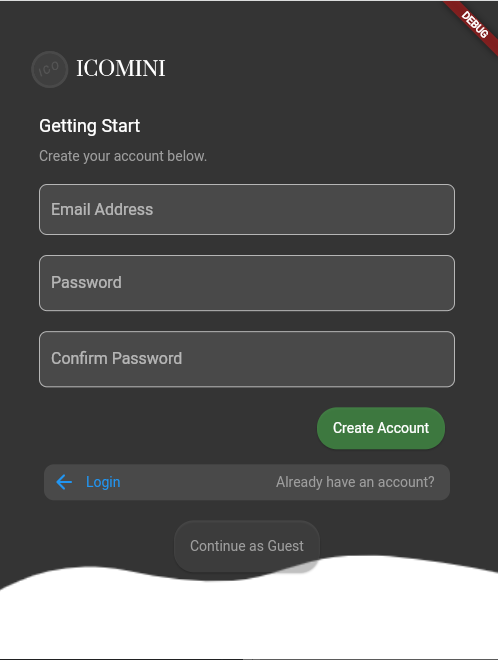 DEBUG
ICO ICOMINI
Getting Start
Create your account below.
Email Address
Password
Confirm Password
Create Account
Login Already have an account?
Continue as Guest